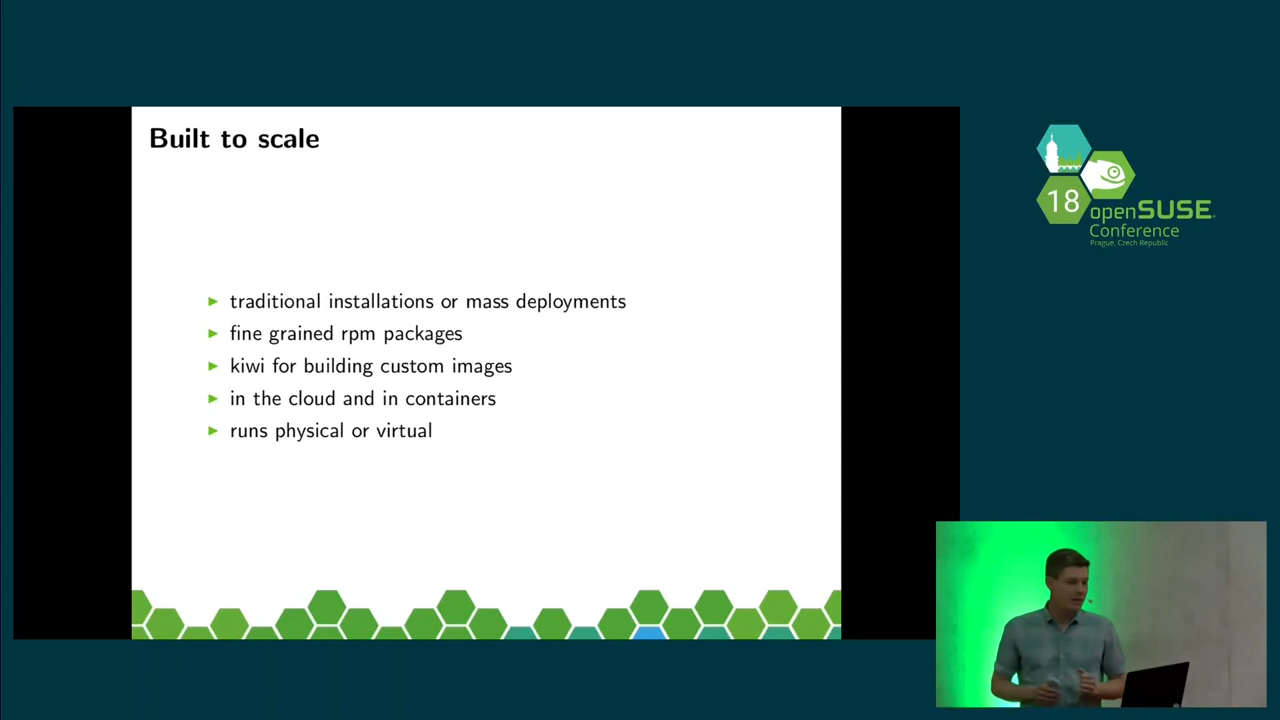 Built to scale
traditional installations or mass deployments
fine grained rpm packages
kiwi for building custom images
in the cloud and in containers
runs physical or virtual
18
openSUSE
Conference
Prague, Czech Republic